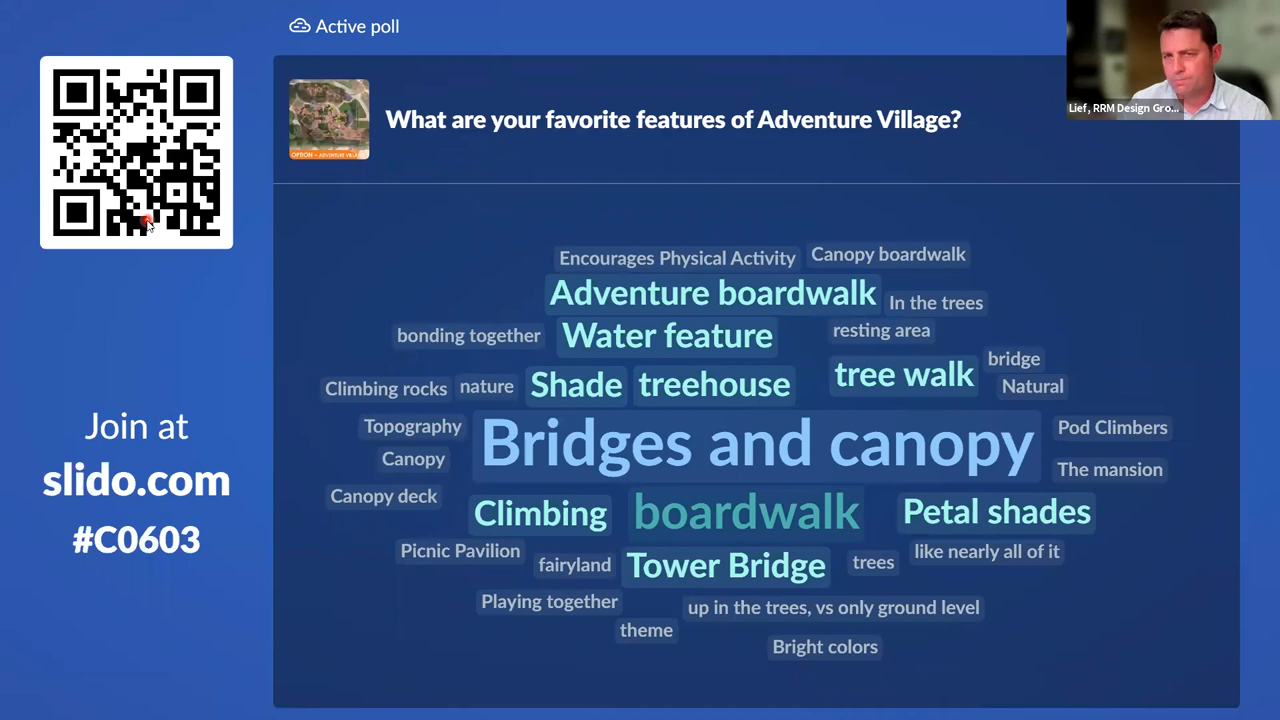 Active poll
Lief, RRM Design Gro...
What are your favorite features of Adventure Village?
Encourages Physical Activity
Canopy boardwalk
Adventure boardwalk
In the trees
bonding together
Water feature
resting area
Climbing rocks
nature
Shade
treehouse
tree walk
bridge
Natural
Topography
Bridges and canopy
Pod Climbers
Canopy
The mansion
Canopy deck
Climbing
boardwalk
Petal shades
Picnic Pavilion
fairyland
Tower Bridge
trees
like nearly all of it
Playing together
up in the trees, vs only ground level
theme
Bright colors
Join at
slido.com
#C0603